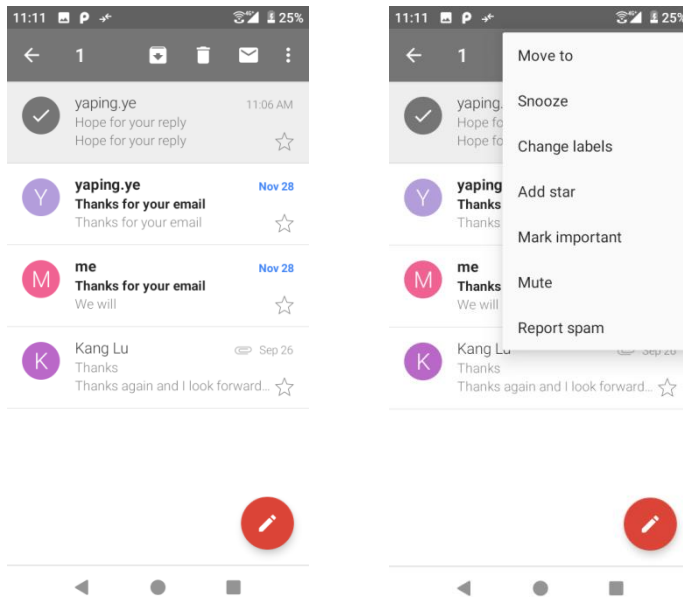 11:11 P 4G+ 25%
1
yaping.ye 11:06 AM
Hope for your reply
Hope for your reply
Y yaping.ye Nov 28
Thanks for your email
Thanks for your email
M me Nov 28
Thanks for your email
We will
K Kang Lu Sep 26
Thanks
Thanks again and I look forward...
11:11 P 4G+ 25%
1
Move to
Snooze
Change labels
Add star
Mark important
Mute
Report spam
yaping.
Hope fo
Hope fo
Y yaping
Thanks
Thanks
M me
Thanks
We will
K Kang Lu Sep 26
Thanks
Thanks again and I look forward...